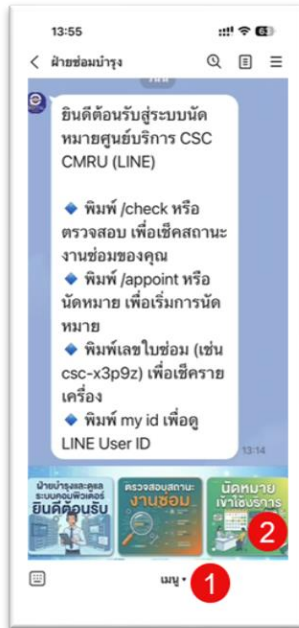 13:55
ฝ่ายซ่อมบำรุง
ยินดีต้อนรับสู่ระบบนัด
หมายศูนย์บริการ CSC
CMRU (LINE)
🔹 พิมพ์ /check หรือ
ตรวจสอบ เพื่อเช็คสถานะ
งานซ่อมของคุณ
🔹 พิมพ์ /appoint หรือ
นัดหมาย เพื่อเริ่มการนัด
หมาย
🔹 พิมพ์เลขใบซ่อม (เช่น
csc-x3p9z) เพื่อเช็คราย
เครื่อง
🔹 พิมพ์ my id เพื่อดู
LINE User ID
13:14
ฝ่ายบำรุงและดูแล
ระบบคอมพิวเตอร์
ยินดีต้อนรับ
ตรวจสอบสถานะ
งานซ่อม
นัดหมาย
เข้าใช้บริการ
2
เมนู
1